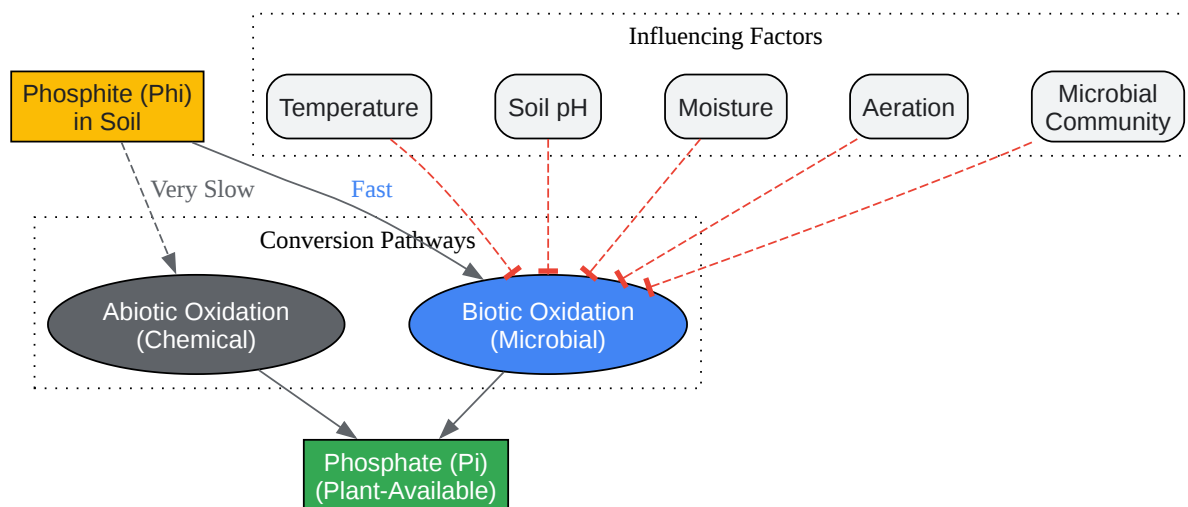 Influencing Factors
Phosphite (Phi)
in Soil
Temperature
Soil pH
Moisture
Aeration
Microbial
Community
Very Slow
Fast
Conversion Pathways
Abiotic Oxidation
(Chemical)
Biotic Oxidation
(Microbial)
Phosphate (Pi)
(Plant-Available)